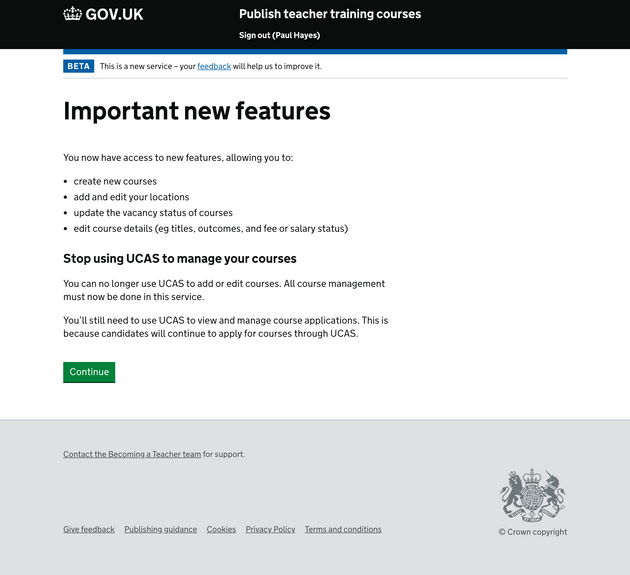 GOV.UK
Publish teacher training courses
Sign out (Paul Hayes)
BETA This is a new service – your feedback will help us to improve it.
Important new features
You now have access to new features, allowing you to:
• create new courses
• add and edit your locations
• update the vacancy status of courses
• edit course details (eg titles, outcomes, and fee or salary status)
Stop using UCAS to manage your courses
You can no longer use UCAS to add or edit courses. All course management
must now be done in this service.
You’ll still need to use UCAS to view and manage course applications. This is
because candidates will continue to apply for courses through UCAS.
Continue
Contact the Becoming a Teacher team for support.
Give feedback Publishing guidance Cookies Privacy Policy Terms and conditions
© Crown copyright